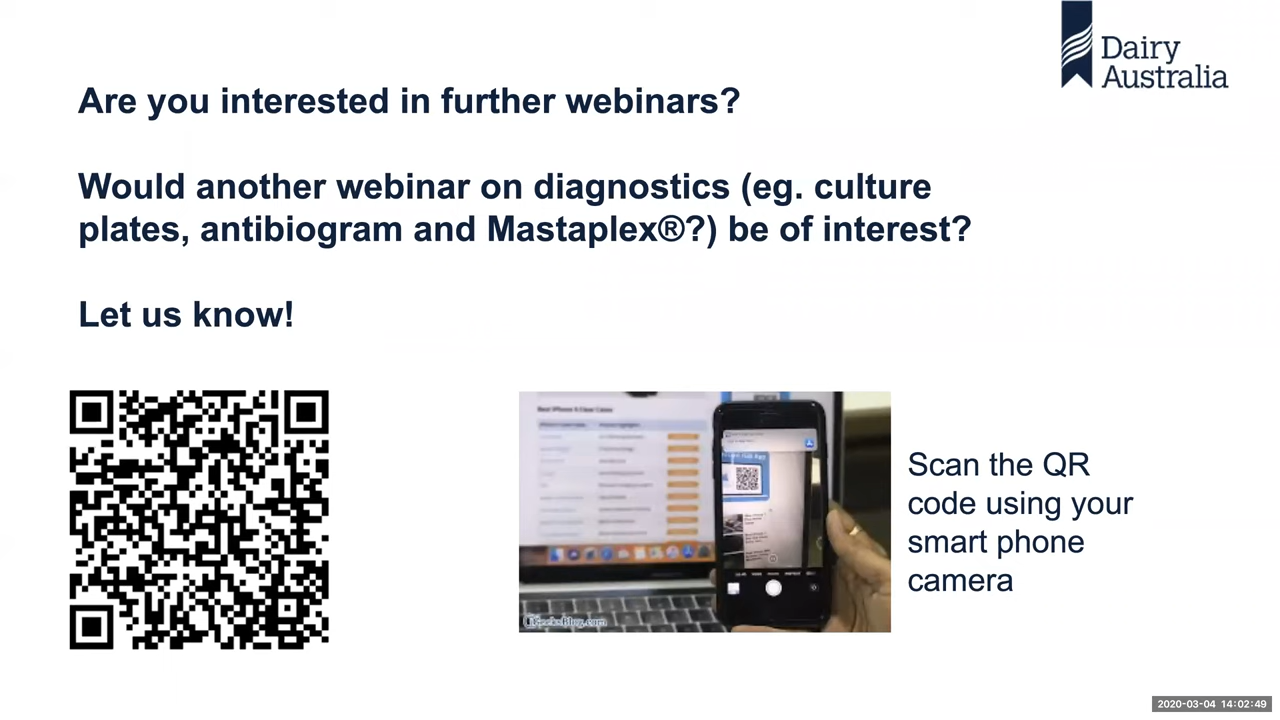 Dairy
Australia
Are you interested in further webinars?
Would another webinar on diagnostics (eg. culture
plates, antibiogram and Mastaplex®?) be of interest?
Let us know!
Scan the QR
code using your
smart phone
camera
2020-03-04 14:02:49